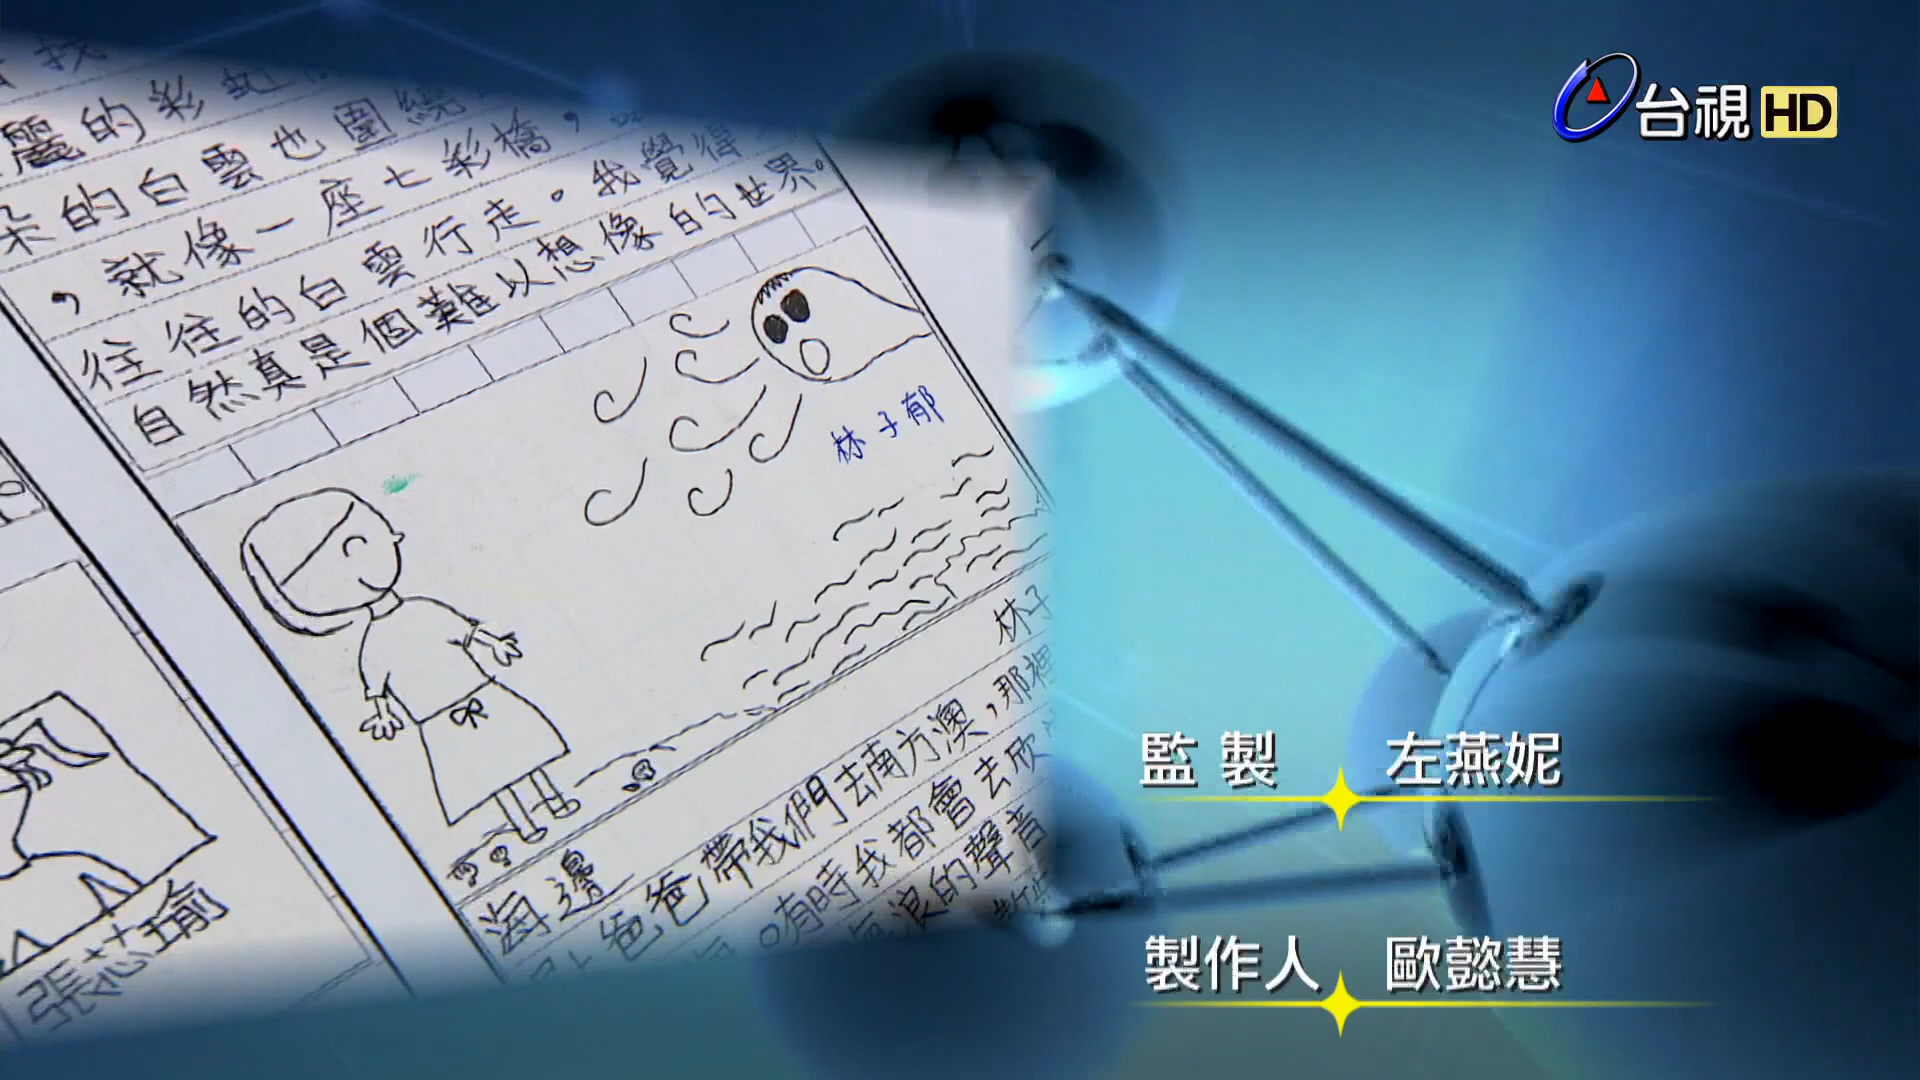 台視HD
麗的彩虹
朵的白雲也圍繞
，就像一座七彩橋，
往往的白雲行走。我覺得
自然真是個難以想像的世界。
林子郁
林子
海邊
爸爸帶我們去南方澳，那裡
。有時我都會去欣
浪的聲音
張芯瑜
監製 左燕妮
製作人 歐懿慧